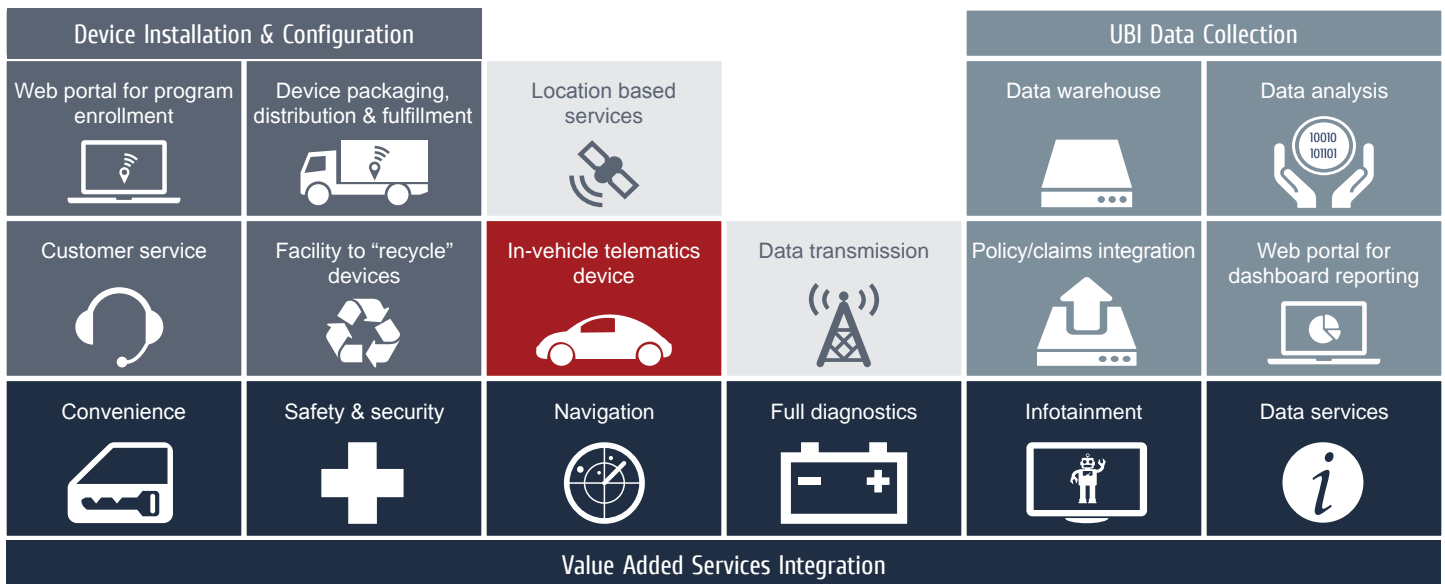 Device Installation & Configuration
UBI Data Collection
Web portal for program
enrollment
Device packaging,
distribution & fulfillment
Location based
services
Data warehouse
Data analysis
10010
101101
Customer service
Facility to “recycle”
devices
In-vehicle telematics
device
Data transmission
Policy/claims integration
Web portal for
dashboard reporting
Convenience
Safety & security
Navigation
Full diagnostics
Infotainment
Data services
i
Value Added Services Integration